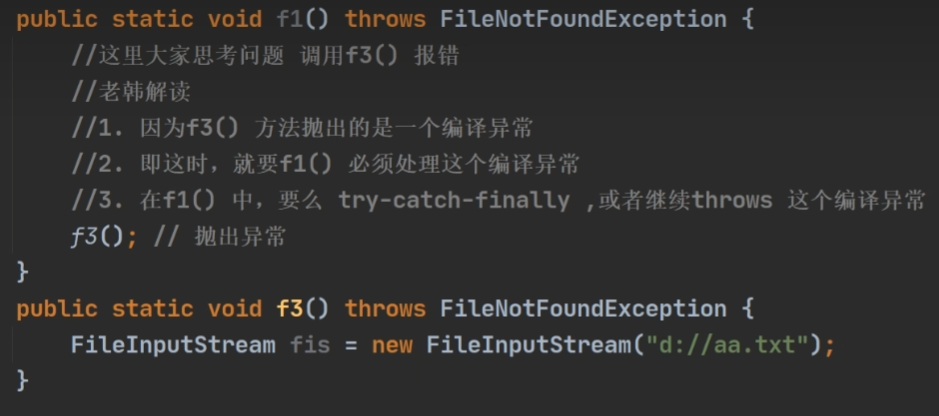 public static void f1() throws FileNotFoundException {
//这里大家思考问题 调用f3() 报错
//老韩解读
//1. 因为f3() 方法抛出的是一个编译异常
//2. 即这时，就要f1() 必须处理这个编译异常
//3. 在f1() 中，要么 try-catch-finally ,或者继续throws 这个编译异常
f3(); // 抛出异常
}
public static void f3() throws FileNotFoundException {
FileInputStream fis = new FileInputStream("d://aa.txt");
}